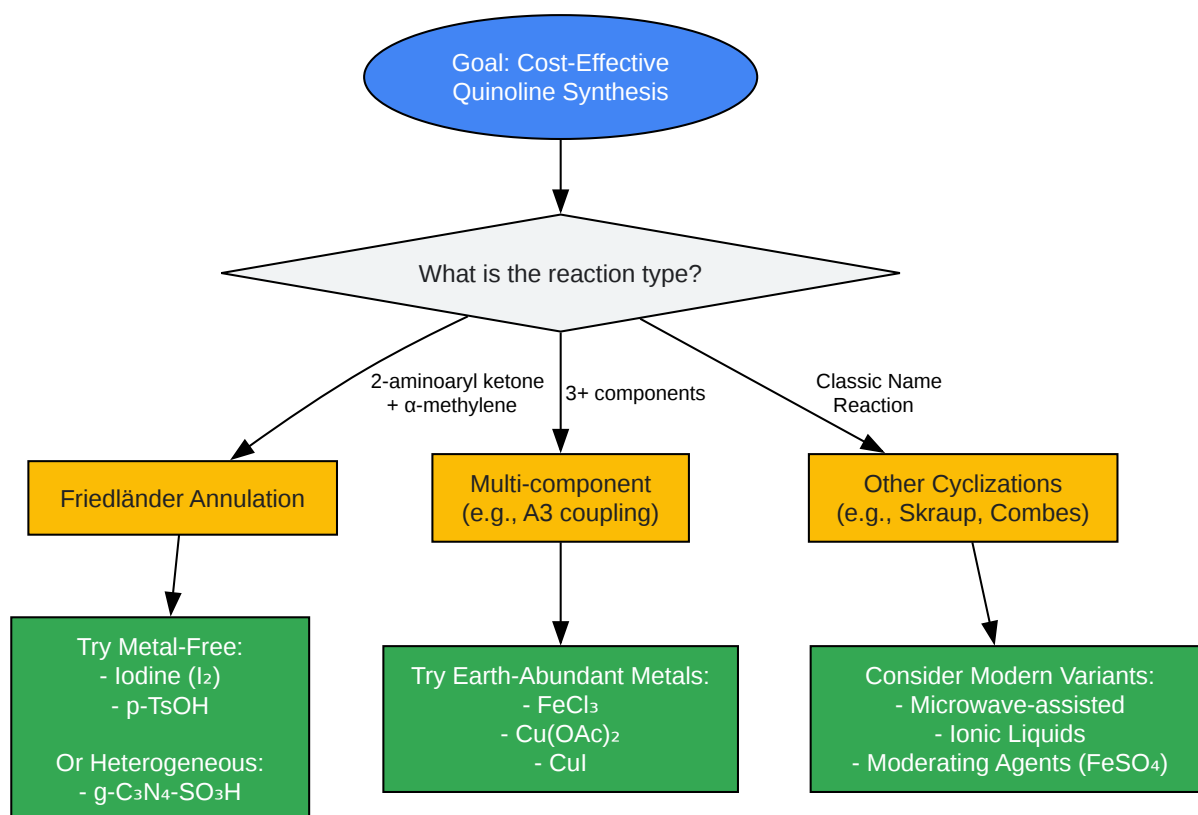 Goal: Cost-Effective
Quinoline Synthesis
What is the reaction type?
2-aminoaryl ketone
+ α-methylene
3+ components
Classic Name
Reaction
Friedländer Annulation
Multi-component
(e.g., A3 coupling)
Other Cyclizations
(e.g., Skraup, Combes)
Try Metal-Free:
- Iodine (I₂)
- p-TsOH
Or Heterogeneous:
- g-C₃N₄-SO₃H
Try Earth-Abundant Metals:
- FeCl₃
- Cu(OAc)₂
- CuI
Consider Modern Variants:
- Microwave-assisted
- Ionic Liquids
- Moderating Agents (FeSO₄)